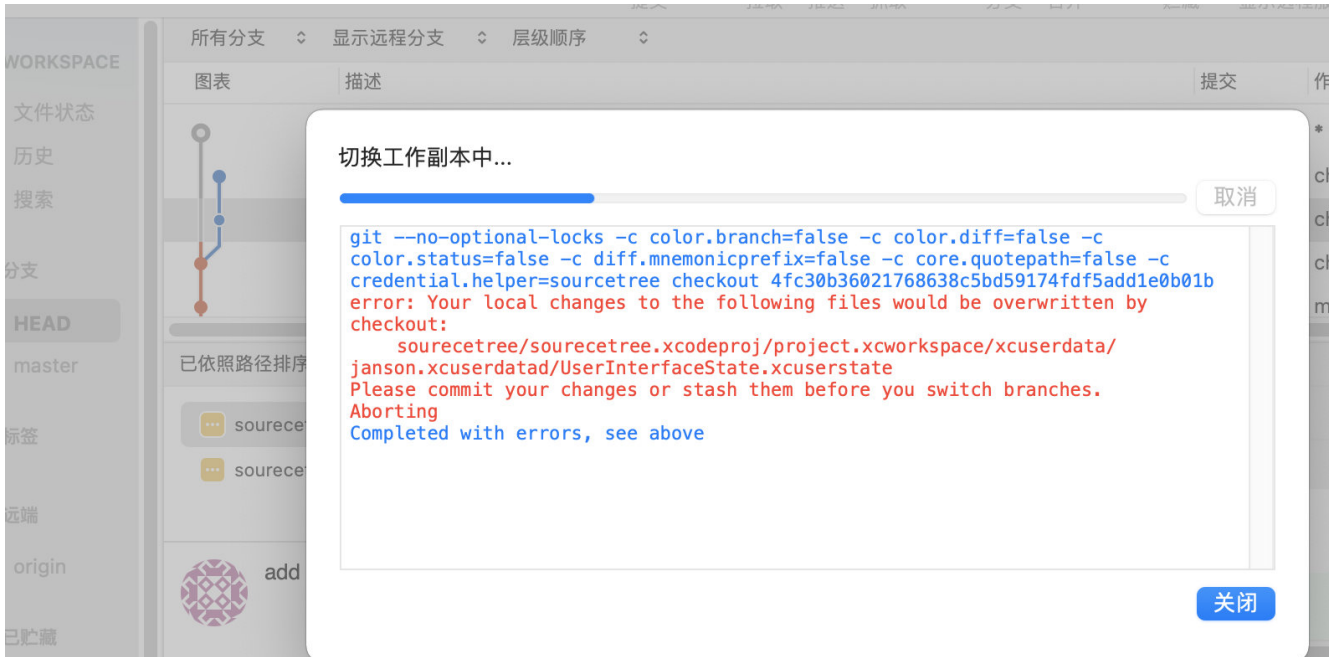 所有分支 显示远程分支 层级顺序
WORKSPACE
图表 描述 提交 作
文件状态
历史
搜索
分支
HEAD
master
标签
远端
origin
已贮藏
已依照路径排序
sourecet
sourecet
add
切换工作副本中...
取消
git --no-optional-locks -c color.branch=false -c color.diff=false -c
color.status=false -c diff.mnemonicprefix=false -c core.quotepath=false -c
credential.helper=sourcetree checkout 4fc30b36021768638c5bd59174fdf5add1e0b01b
error: Your local changes to the following files would be overwritten by
checkout:
sourecetree/sourecetree.xcodeproj/project.xcworkspace/xcuserdata/
janson.xcuserdatad/UserInterfaceState.xcuserstate
Please commit your changes or stash them before you switch branches.
Aborting
Completed with errors, see above
关闭